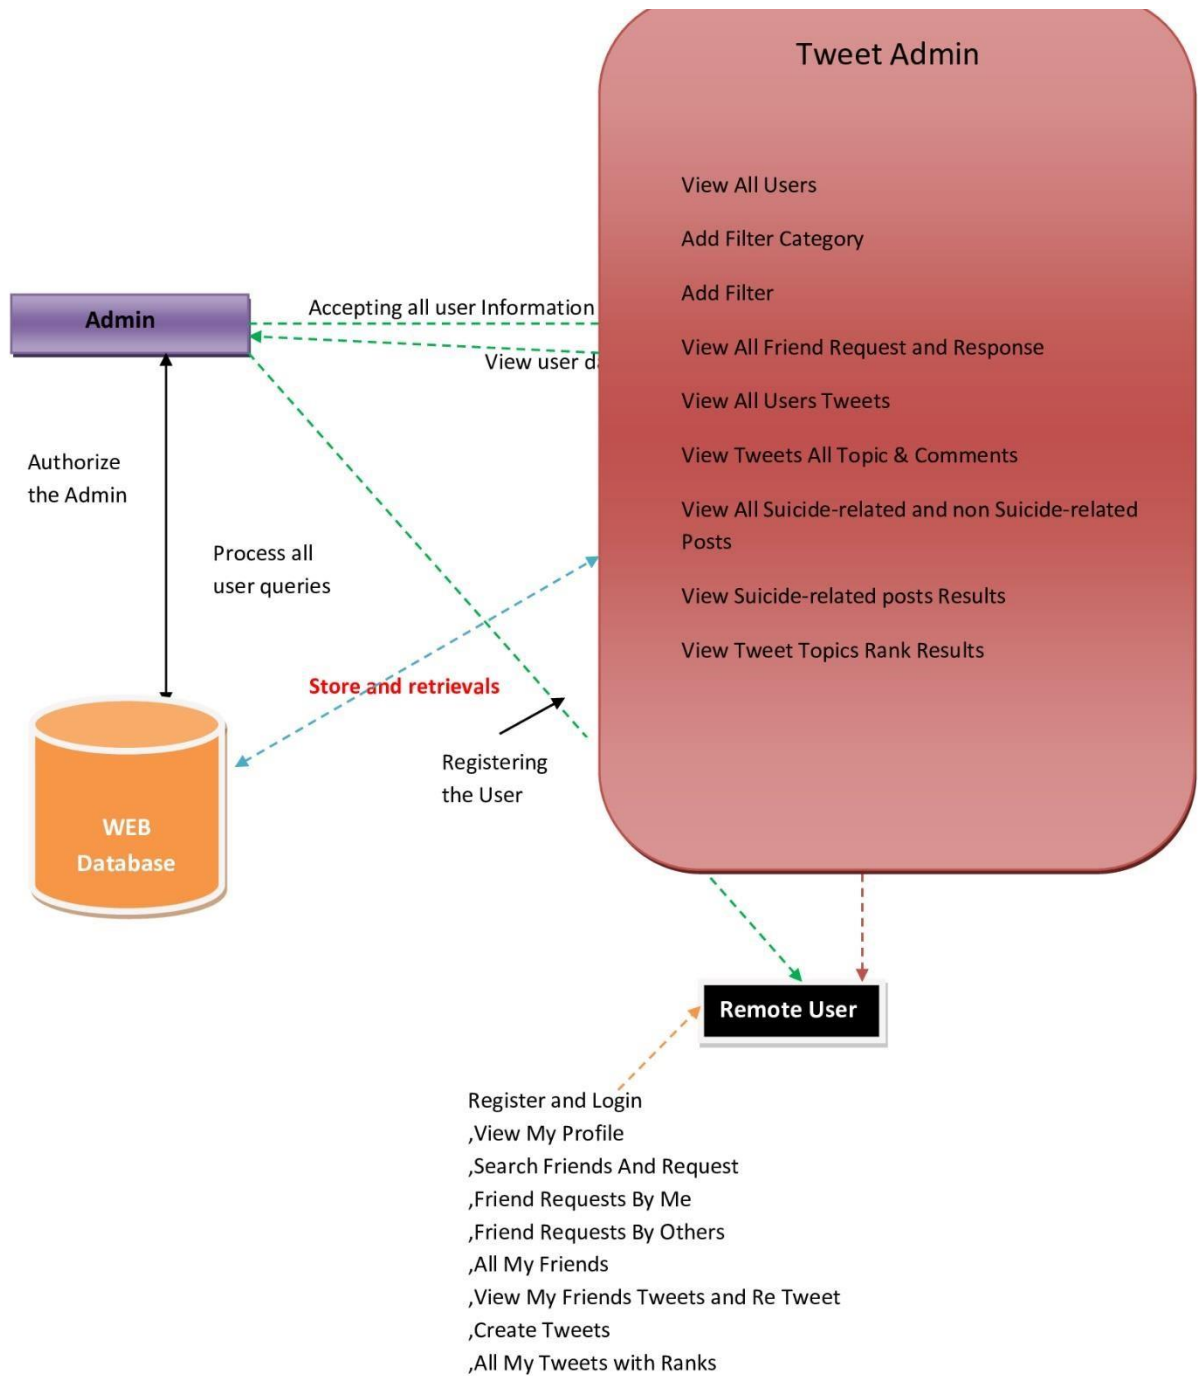 Tweet Admin
View All Users
Add Filter Category
Add Filter
View All Friend Request and Response
View All Users Tweets
View Tweets All Topic & Comments
View All Suicide-related and non Suicide-related
Posts
View Suicide-related posts Results
View Tweet Topics Rank Results
Admin
Accepting all user Information
View user
Authorize
the Admin
Process all
user queries
Store and retrievals
Registering
the User
WEB
Database
Remote User
Register and Login
,View My Profile
,Search Friends And Request
,Friend Requests By Me
,Friend Requests By Others
,All My Friends
,View My Friends Tweets and Re Tweet
,Create Tweets
,All My Tweets with Ranks